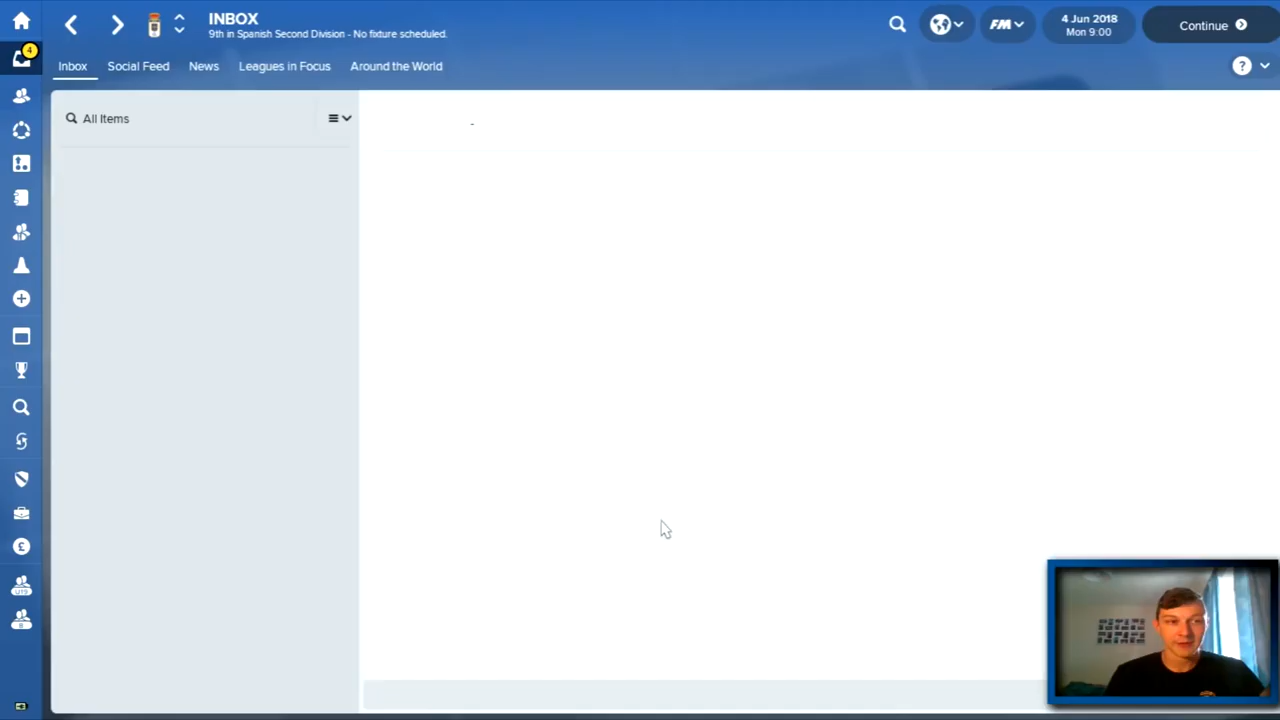 INBOX
9th in Spanish Second Division - No fixture scheduled.
FM
4 Jun 2018
Mon 9:00
Continue
4
Inbox
Social Feed
News
Leagues in Focus
Around the World
?
All Items
-
£
U19
B